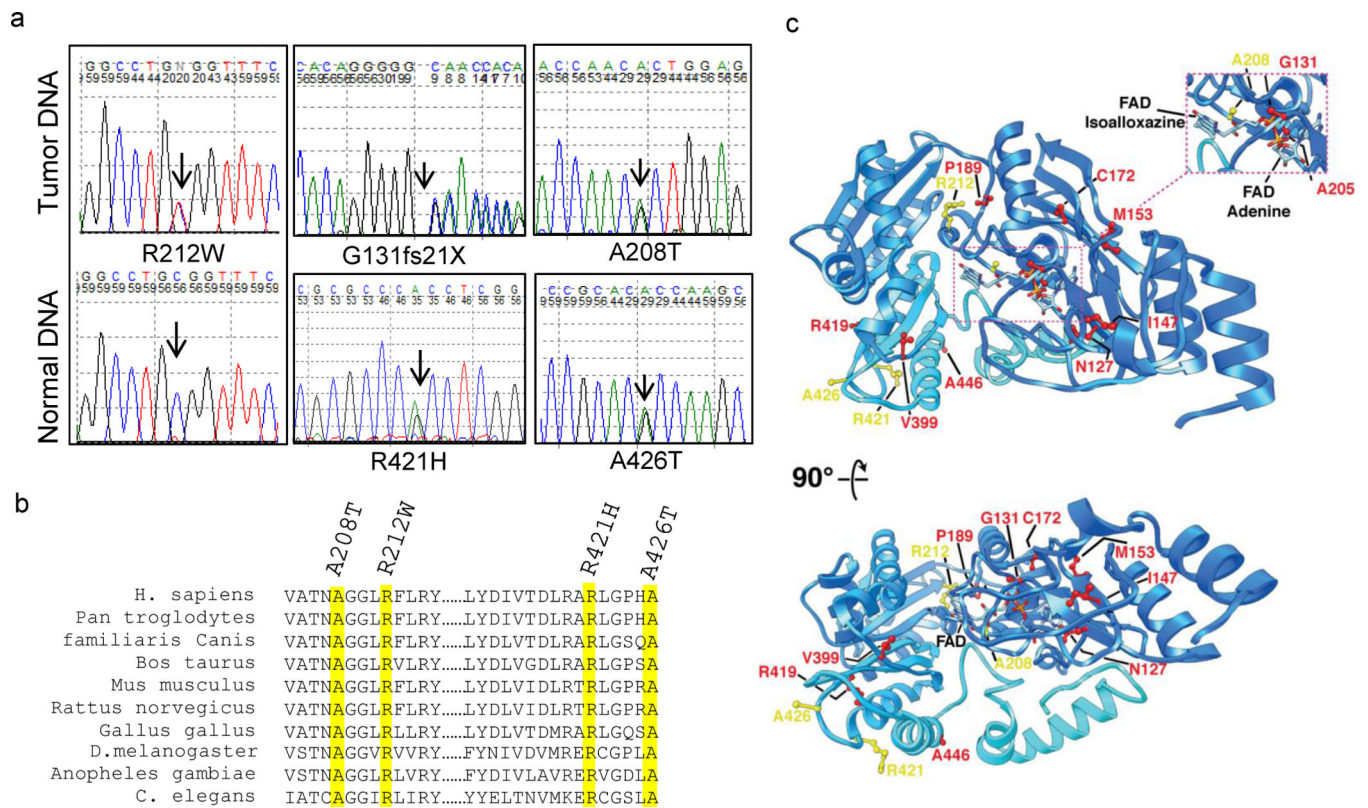 a
Tumor DNA
Normal DNA
G G C C T G N G G T T T C
R212W
C A C A G G G G G C A A C C A C A
G131fs21X
A C C A A C A C T G G A G
A208T
G G C C T G C G G T T T C
C G C G C C C A C C T C G G
R421H
C C G C A C A C C A A G C
A426T
b
A208T R212W R421H A426T
H. sapiens VATNAGGLRFLRY.....LYDIVTDLRARLGPHA
Pan troglodytes VATNAGGLRFLRY.....LYDIVTDLRARLGPHA
familiaris Canis VATNAGGLRFLRY.....LYDIVTDLRARLGSQA
Bos taurus VATNAGGLRVLRY.....LYDLVGDLRARLGPSA
Mus musculus VATNAGGLRFLRY.....LYDLVIDLRTRLGPRA
Rattus norvegicus VATNAGGLRFLRY.....LYDLVIDLRTRLGPRA
Gallus gallus VATNAGGLRLLRY.....LYDLVTDMRARLGQSA
D.melanogaster VSTNAGGVRVVRY.....FYNIVDVMRERCGPLA
Anopheles gambiae VSTNAGGLRLVRY.....FYDIVLAVRERVGDLA
C. elegans IATCAGGIRLIRY.....YYELTNVMKERCGSLA
c
A208 G131
FAD
Isoalloxazine
FAD
Adenine
A205
P189
R212
C172
M153
R419
I147
N127
A446
A426
R421
V399
90°
G131 C172
P189
R212
M153
I147
FAD
V399
A208
N127
R419
A426
A446
R421